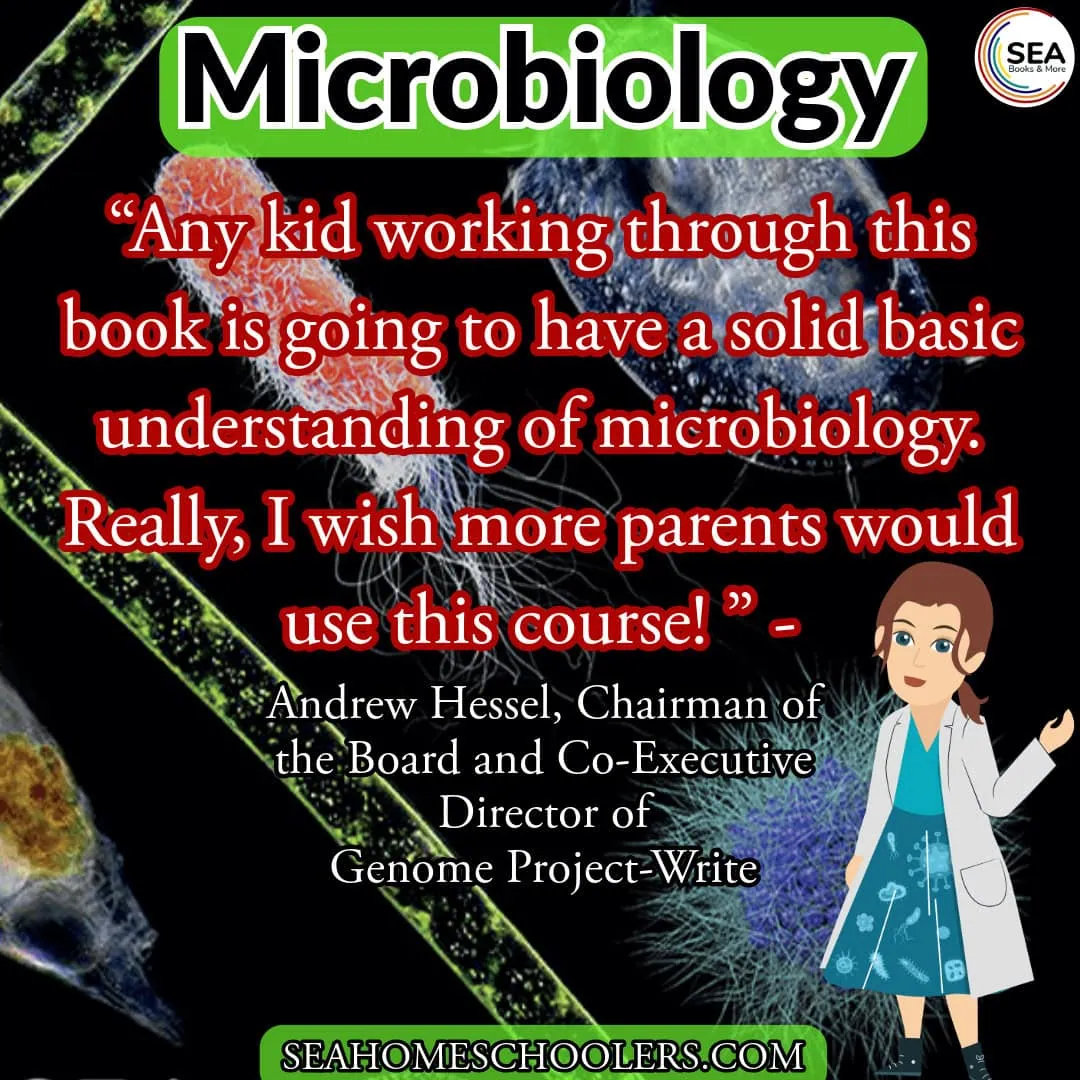 Microbiology
SEA
Books & More
“Any kid working through this
book is going to have a solid basic
understanding of microbiology.
Really, I wish more parents would
use this course! ” -
Andrew Hessel, Chairman of
the Board and Co-Executive
Director of
Genome Project-Write
SEAHOMESCHOOLERS.COM